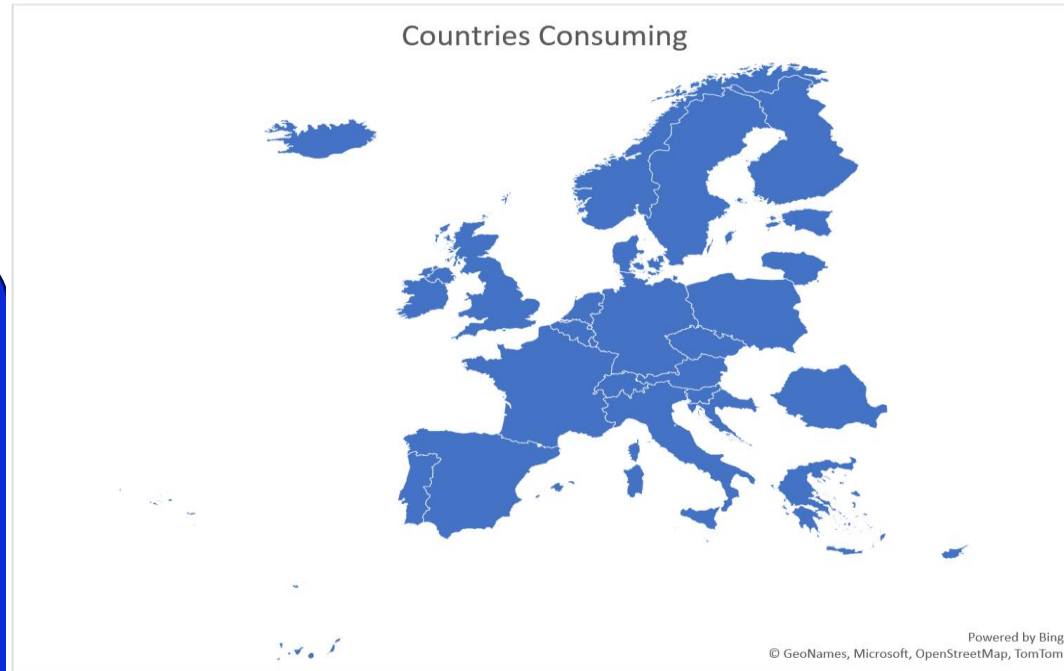 Countries Consuming
Powered by Bing
© GeoNames, Microsoft, OpenStreetMap, TomTom